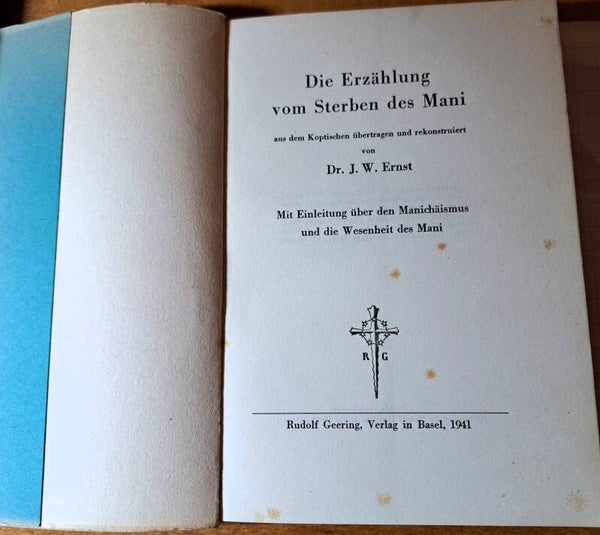 Die Erzählung
vom Sterben des Mani
aus dem Koptischen übertragen und rekonstruiert
von
Dr. J. W. Ernst
Mit Einleitung über den Manichäismus
und die Wesenheit des Mani
R G
Rudolf Geering, Verlag in Basel, 1941